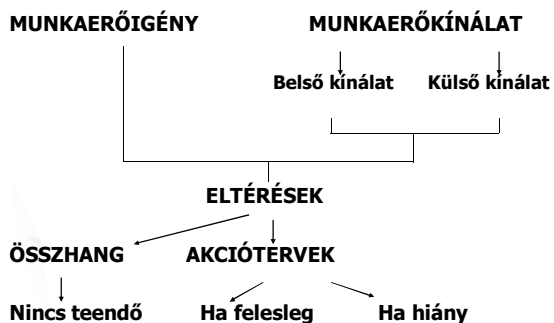 MUNKAERŐIGÉNY MUNKAERŐKÍNÁLAT
Belső kínálat Külső kínálat
ELTÉRÉSEK
ÖSSZHANG AKCIÓTERVEK
Nincs teendő Ha felesleg Ha hiány